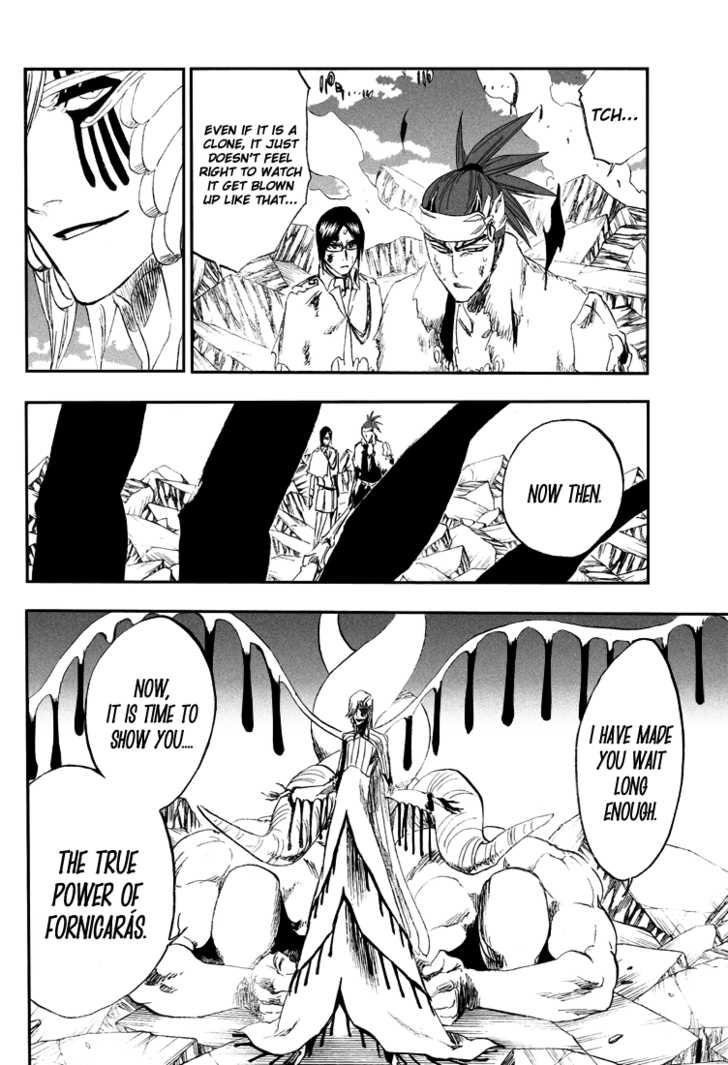 TCH...
EVEN IF IT IS A
CLONE, IT JUST
DOESN'T FEEL
RIGHT TO WATCH
IT GET BLOWN
UP LIKE THAT...
NOW THEN.
I HAVE MADE
YOU WAIT
LONG
ENOUGH.
NOW,
IT IS TIME TO
SHOW YOU....
THE TRUE
POWER OF
FORNICARÁS.